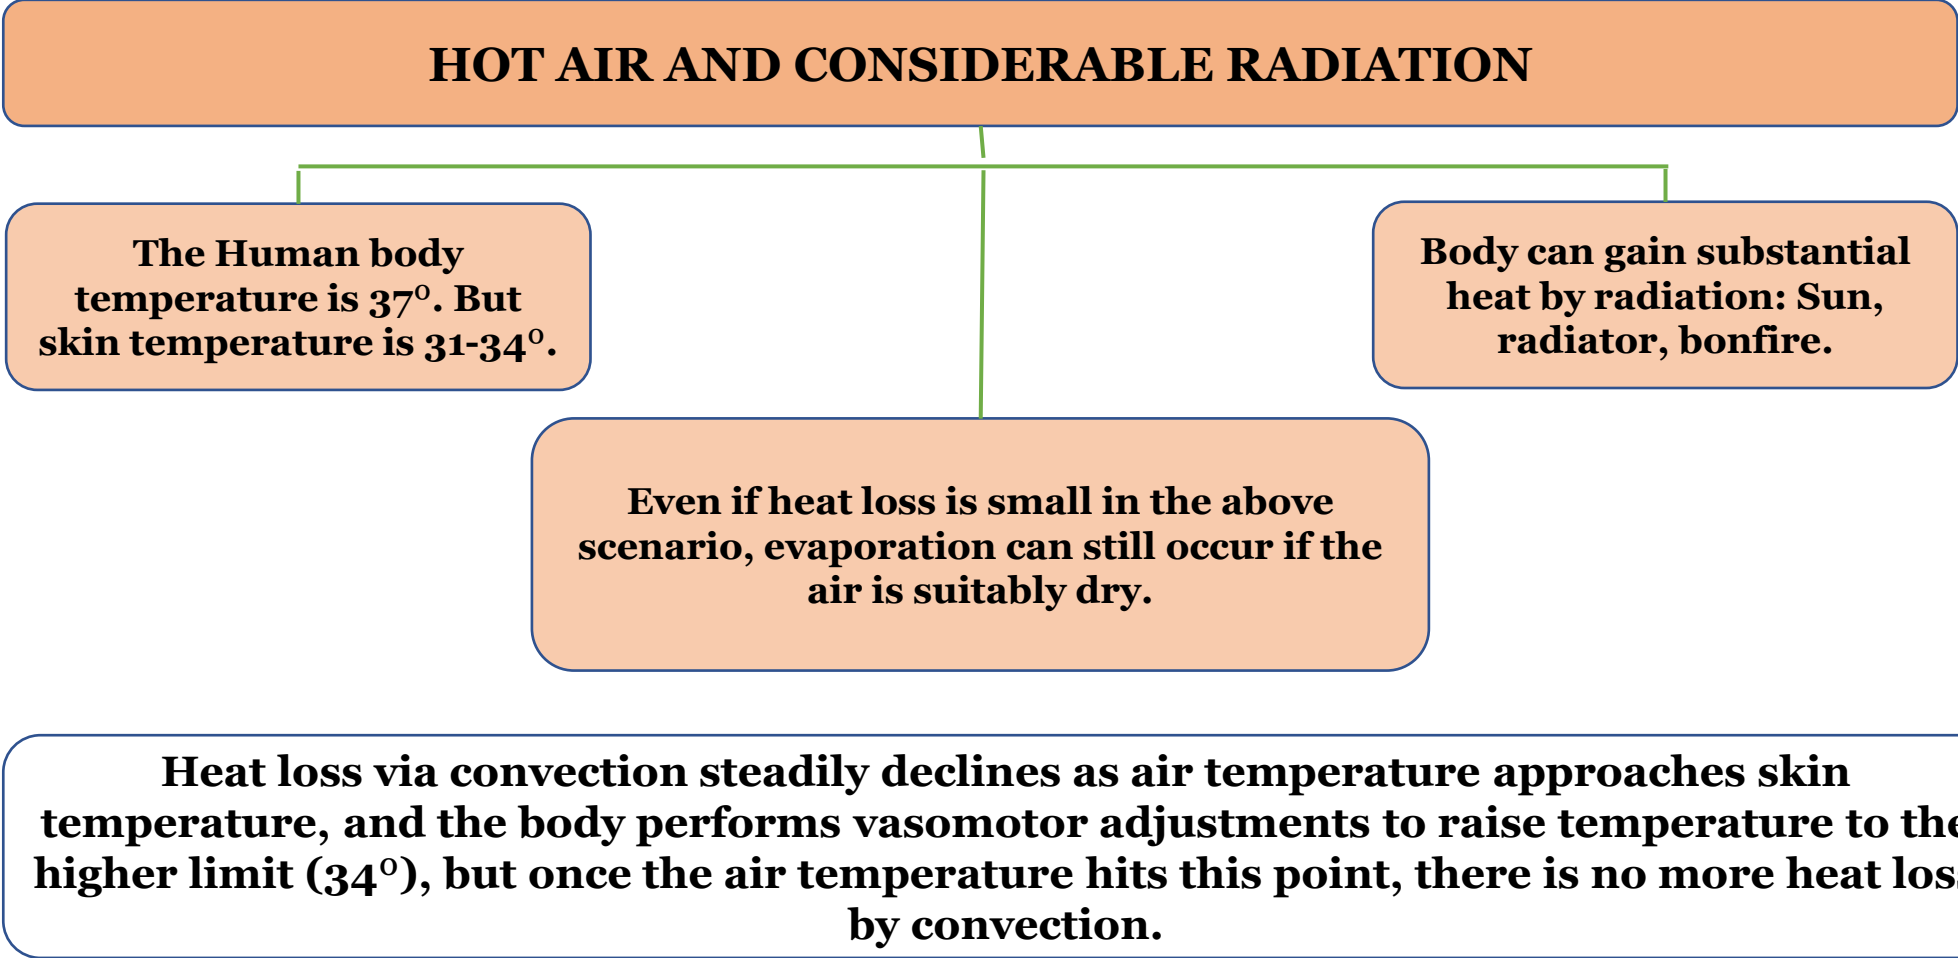 HOT AIR AND CONSIDERABLE RADIATION
The Human body
temperature is 37⁰. But
skin temperature is 31-34⁰.
Body can gain substantial
heat by radiation: Sun,
radiator, bonfire.
Even if heat loss is small in the above
scenario, evaporation can still occur if the
air is suitably dry.
Heat loss via convection steadily declines as air temperature approaches skin
temperature, and the body performs vasomotor adjustments to raise temperature to the
higher limit (34⁰), but once the air temperature hits this point, there is no more heat loss
by convection.